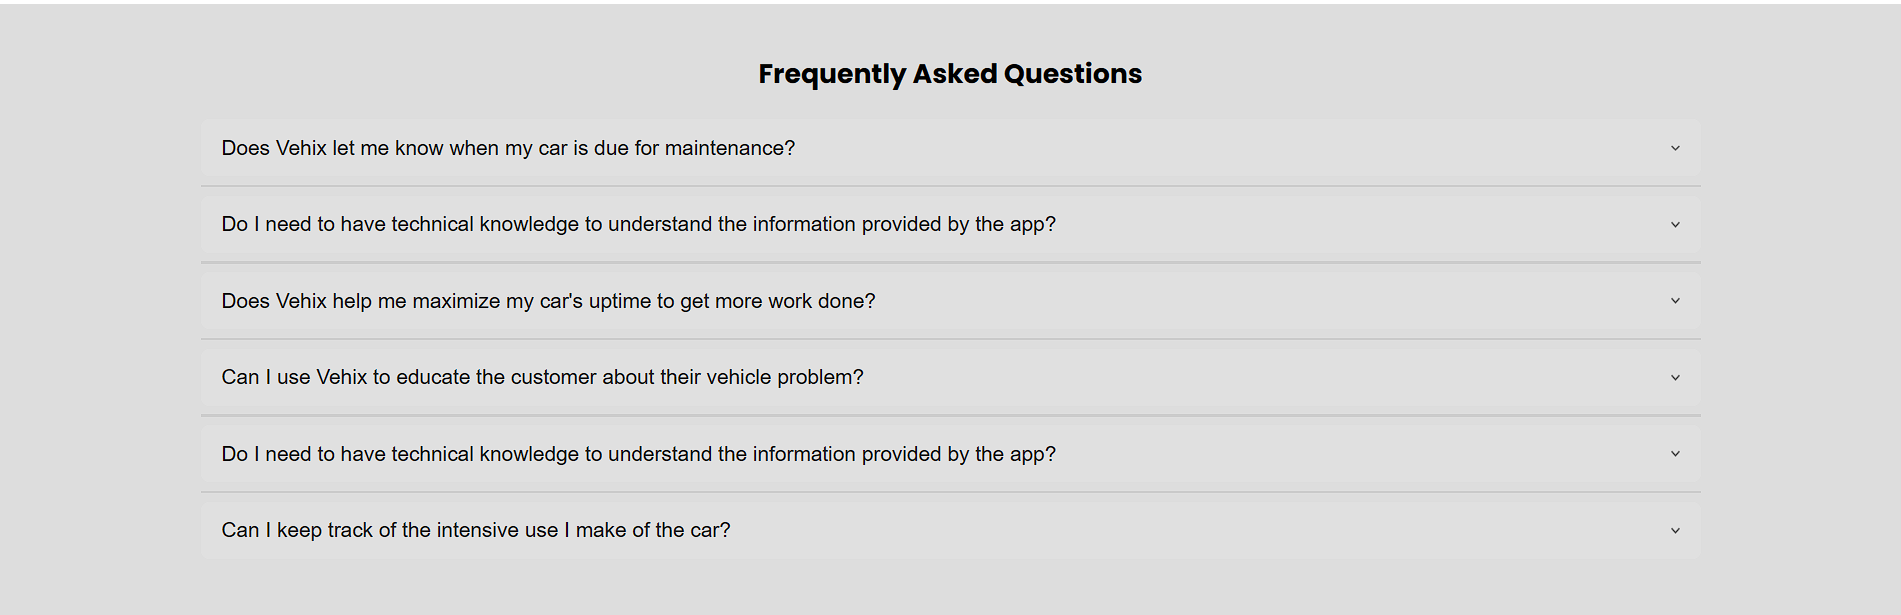 Frequently Asked Questions
Does Vehix let me know when my car is due for maintenance?
Do I need to have technical knowledge to understand the information provided by the app?
Does Vehix help me maximize my car's uptime to get more work done?
Can I use Vehix to educate the customer about their vehicle problem?
Do I need to have technical knowledge to understand the information provided by the app?
Can I keep track of the intensive use I make of the car?